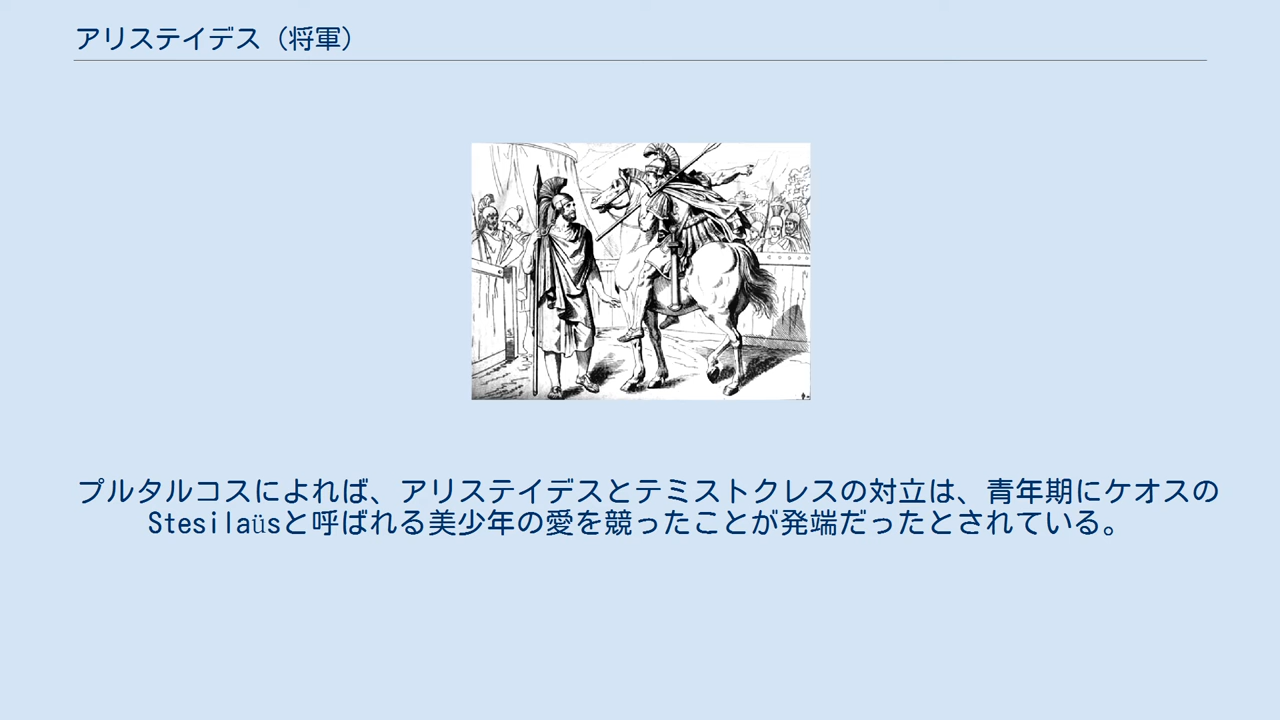 アリステイデス（将軍）
プルタルコスによれば、アリステイデスとテミストクレスの対立は、青年期にケオスの
Stesilaüsと呼ばれる美少年の愛を競ったことが発端だったとされている。